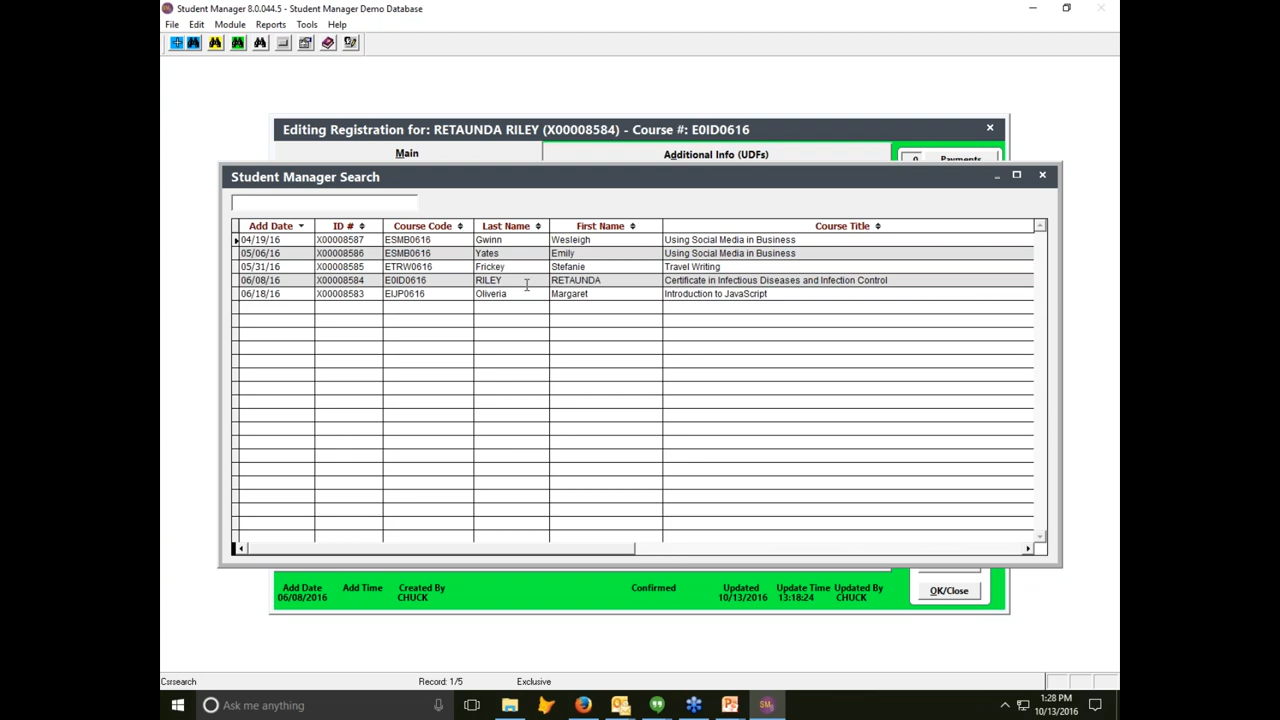 Student Manager 8.0.044.5 - Student Manager Demo Database
File Edit Module Reports Tools Help
Editing Registration for: RETAUNDA RILEY (X00008584) - Course #: E0ID0616
Main Additional Info (UDFs) 0 Payments
Student Manager Search
Add Date ID # Course Code Last Name First Name Course Title
04/19/16 X00008587 ESMB0616 Gwinn Wesleigh Using Social Media in Business
05/06/16 X00008586 ESMB0616 Yates Emily Using Social Media in Business
05/31/16 X00008585 ETRW0616 Frickey Stefanie Travel Writing
06/08/16 X00008584 E0ID0616 RILEY RETAUNDA Certificate in Infectious Diseases and Infection Control
06/18/16 X00008583 EIJP0616 Oliveria Margaret Introduction to JavaScript
Add Date Add Time Created By Confirmed Updated Update Time Updated By
06/08/2016 CHUCK 10/13/2016 13:18:24 CHUCK
OK/Close
Csrsearch Record: 1/5 Exclusive
Ask me anything
1:28 PM
10/13/2016